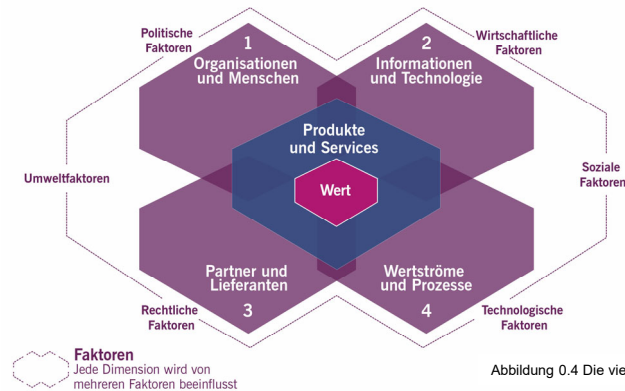 Politische
Faktoren
Wirtschaftliche
Faktoren
1
Organisationen
und Menschen
2
Informationen
und Technologie
Produkte
und Services
Umweltfaktoren
Wert
Soziale
Faktoren
Partner und
Lieferanten
3
Wertströme
und Prozesse
4
Rechtliche
Faktoren
Technologische
Faktoren
Faktoren
Jede Dimension wird von
mehreren Faktoren beeinflusst
Abbildung 0.4 Die vie